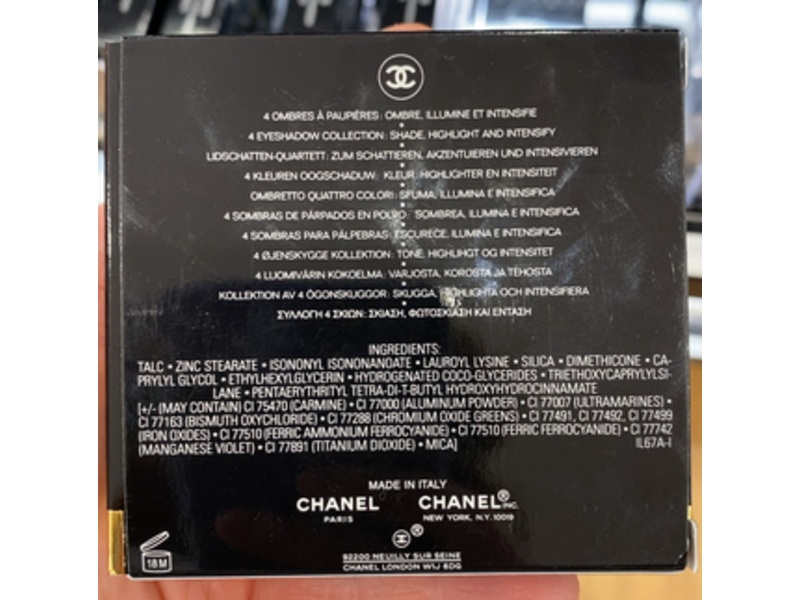 4 OMBRES À PAUPIÈRES: OMBRE, ILLUMINE ET INTENSIFIE
4 EYESHADOW COLLECTION: SHADE, HIGHLIGHT AND INTENSIFY
LIDSCHATTEN-QUARTETT: ZUM SCHATTIEREN, AKZENTUIEREN UND INTENSIVIEREN
4 KLEUREN OOGSCHADUW: KLEUR, HIGHLIGHTER EN INTENSITEIT
OMBRETTO QUATTRO COLORI: SFUMA, ILLUMINA E INTENSIFICA
4 SOMBRAS DE PÁRPADOS EN POLVO: SOMBREA, ILUMINA E INTENSIFICA
4 SOMBRAS PARA PÁLPEBRAS: ESCURECE, ILUMINA E INTENSIFICA
4 ØJENSKYGGE KOLLEKTION: TONE, HIGHLIHGT OG INTENSITET
4 LUOMIVÄRIN KOKOELMA: VARJOSTA, KOROSTA JA TEHOSTA
KOLLEKTION AV 4 ÖGONSKUGGOR: SKUGGA, HIGHLIGHTA OCH INTENSIFIERA
ΣΥΛΛΟΓΗ 4 ΣΚΙΩΝ: ΣΚΙΑΣΗ, ΦΩΤΟΣΚΙΑΣΗ ΚΑΙ ΕΝΤΑΣΗ
INGREDIENTS:
TALC • ZINC STEARATE • ISONONYL ISONONANOATE • LAUROYL LYSINE • SILICA • DIMETHICONE • CA-
PRYLYL GLYCOL • ETHYLHEXYLGLYCERIN • HYDROGENATED COCO-GLYCERIDES • TRIETHOXYCAPRYLYLSI-
LANE • PENTAERYTHRITYL TETRA-DI-T-BUTYL HYDROXYHYDROCINNAMATE
[+/- (MAY CONTAIN) CI 75470 (CARMINE) • CI 77000 (ALUMINUM POWDER) • CI 77007 (ULTRAMARINES) •
CI 77163 (BISMUTH OXYCHLORIDE) • CI 77288 (CHROMIUM OXIDE GREENS) • CI 77491, CI 77492, CI 77499
(IRON OXIDES) • CI 77510 (FERRIC AMMONIUM FERROCYANIDE) • CI 77510 (FERRIC FERROCYANIDE) • CI 77742
(MANGANESE VIOLET) • CI 77891 (TITANIUM DIOXIDE) • MICA] IL67A-I
MADE IN ITALY
CHANEL CHANEL® INC.
PARIS NEW YORK, N.Y. 10019
®
92200 NEUILLY SUR SEINE
CHANEL LONDON W1J 6DG
18 M